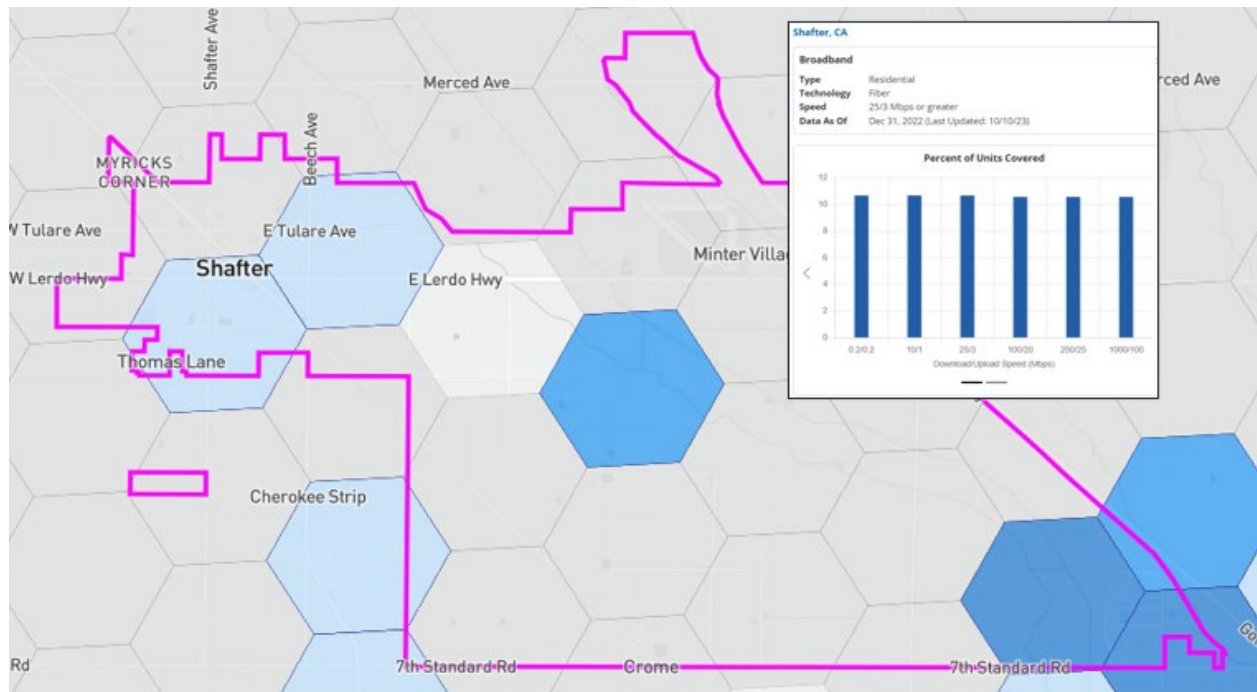 Shafter Ave
Merced Ave
Beech Ave
MYRICKS
CORNER
W Tulare Ave
E Tulare Ave
Shafter
W Lerdo Hwy
E Lerdo Hwy
Minter Villa
Thomas Lane
Cherokee Strip
Rd
7th Standard Rd
Crome
7th Standard Rd
Go
rced Ave
Shafter, CA
Broadband
Type Residential
Technology Fiber
Speed 25/3 Mbps or greater
Data As Of Dec 31, 2022 (Last Updated: 10/10/23)
Percent of Units Covered
12
10
8
6
4
2
0
0.2/0.2 10/1 25/3 100/20 250/25 1000/100
Download/Upload Speed (Mbps)